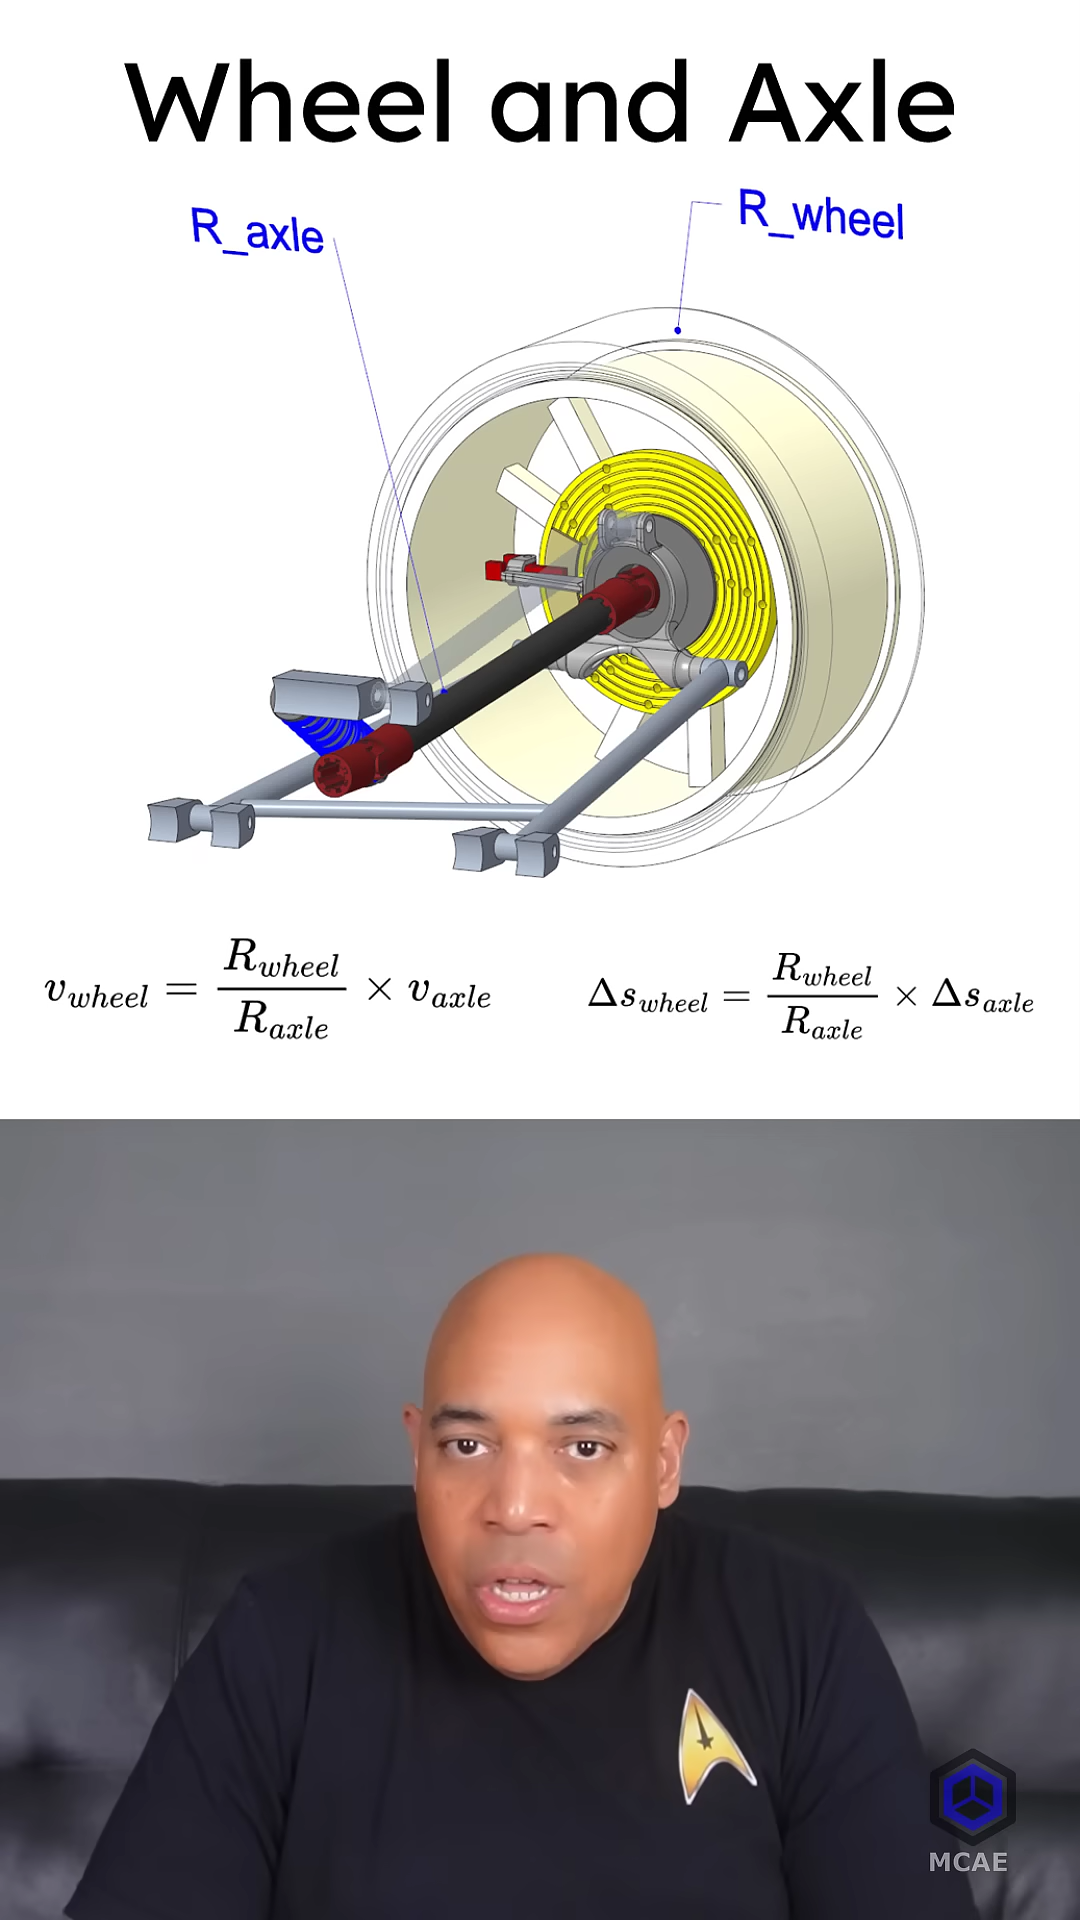 Wheel and Axle
R_axle
R_wheel
v_wheel = R_wheel / R_axle × v_axle
Δs_wheel = R_wheel / R_axle × Δs_axle
MCAE